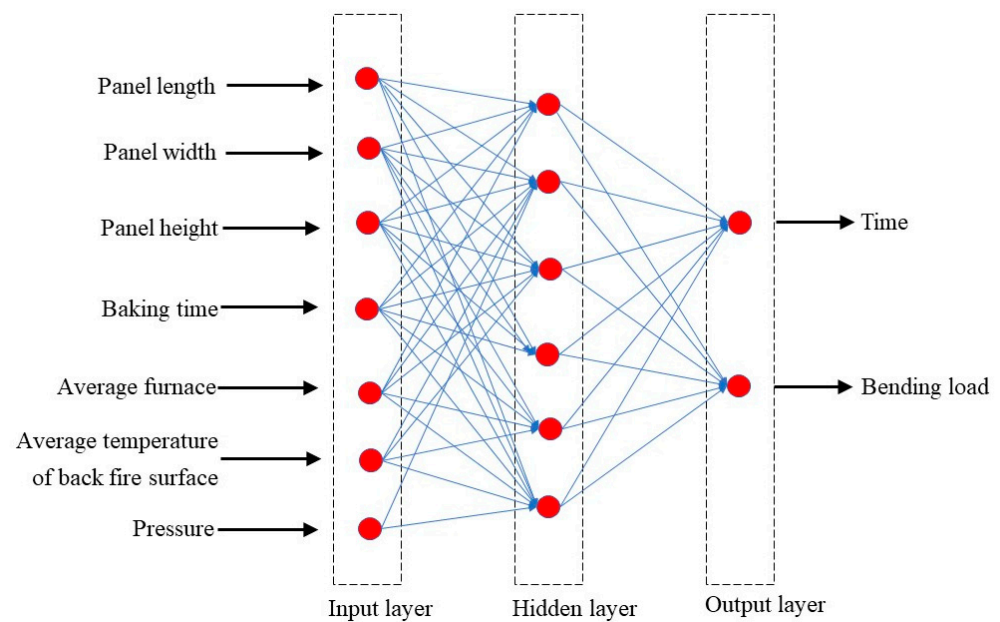 Panel length
Panel width
Panel height
Time
Baking time
Average furnace
Bending load
Average temperature
of back fire surface
Pressure
Input layer
Hidden layer
Output layer